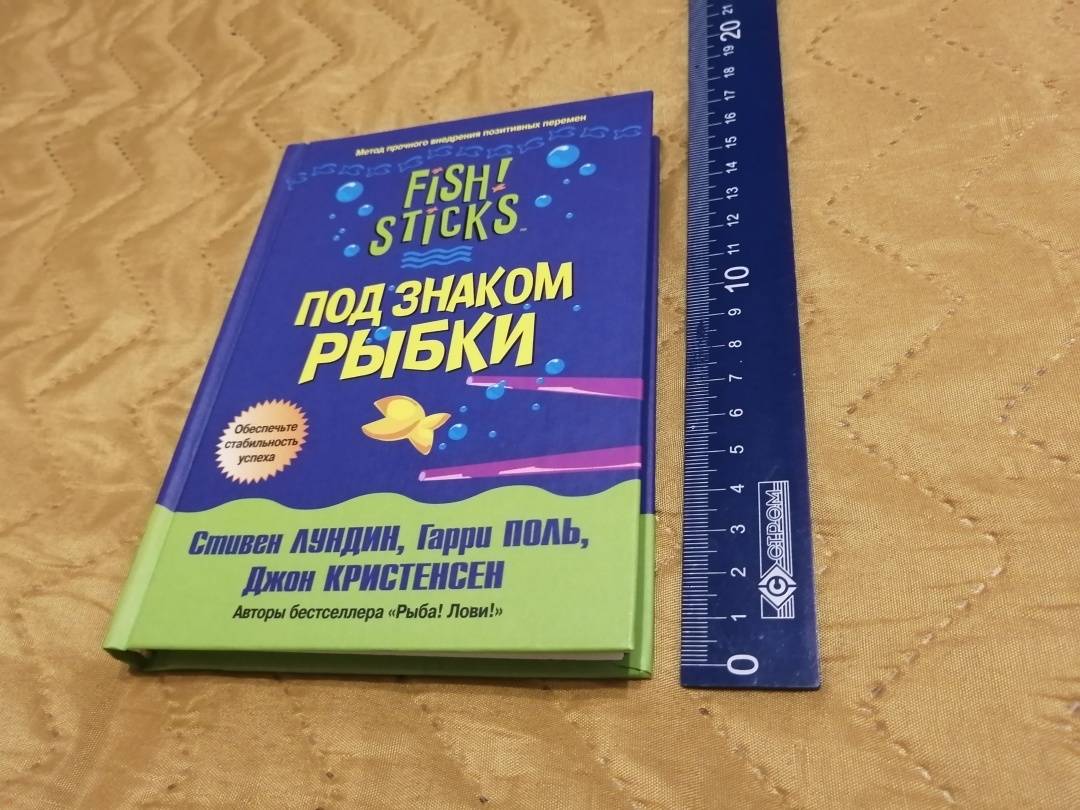 Метод прочного внедрения позитивных перемен
FiSH!
STiCKS™
ПОД ЗНАКОМ
РЫБКИ
Обеспечьте
стабильность
успеха
Стивен ЛУНДИН, Гарри ПОЛЬ,
Джон КРИСТЕНСЕН
Авторы бестселлера «Рыба! Лови!»
21
20
19
18
17
16
15
14
13
12
11
10
9
8
7
6
5
4
3
2
1
0
С СТРОМ